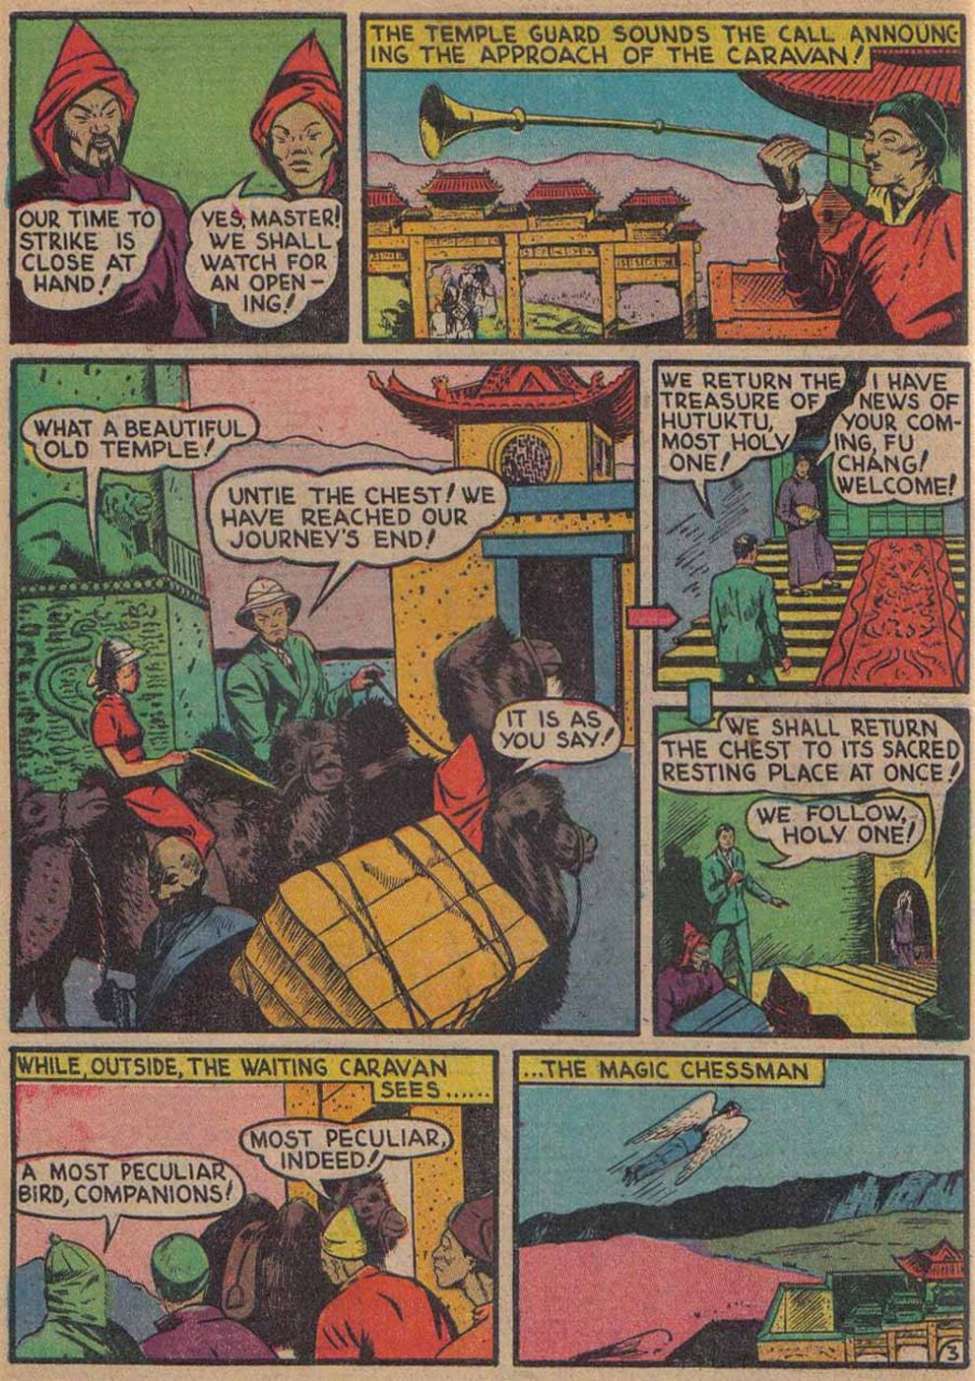 OUR TIME TO
STRIKE IS
CLOSE AT
HAND!
YES, MASTER!
WE SHALL
WATCH FOR
AN OPEN-
ING!
THE TEMPLE GUARD SOUNDS THE CALL ANNOUNC-
ING THE APPROACH OF THE CARAVAN!
WHAT A BEAUTIFUL
OLD TEMPLE!
UNTIE THE CHEST! WE
HAVE REACHED OUR
JOURNEY'S END!
IT IS AS
YOU SAY!
WE RETURN THE
TREASURE OF
HUTUKTU,
MOST HOLY
ONE!
I HAVE
NEWS OF
YOUR COM-
ING, FU
CHANG!
WELCOME!
WE SHALL RETURN
THE CHEST TO ITS SACRED
RESTING PLACE AT ONCE!
WE FOLLOW,
HOLY ONE!
WHILE, OUTSIDE, THE WAITING CARAVAN
SEES......
A MOST PECULIAR
BIRD, COMPANIONS!
MOST PECULIAR,
INDEED!
...THE MAGIC CHESSMAN
3